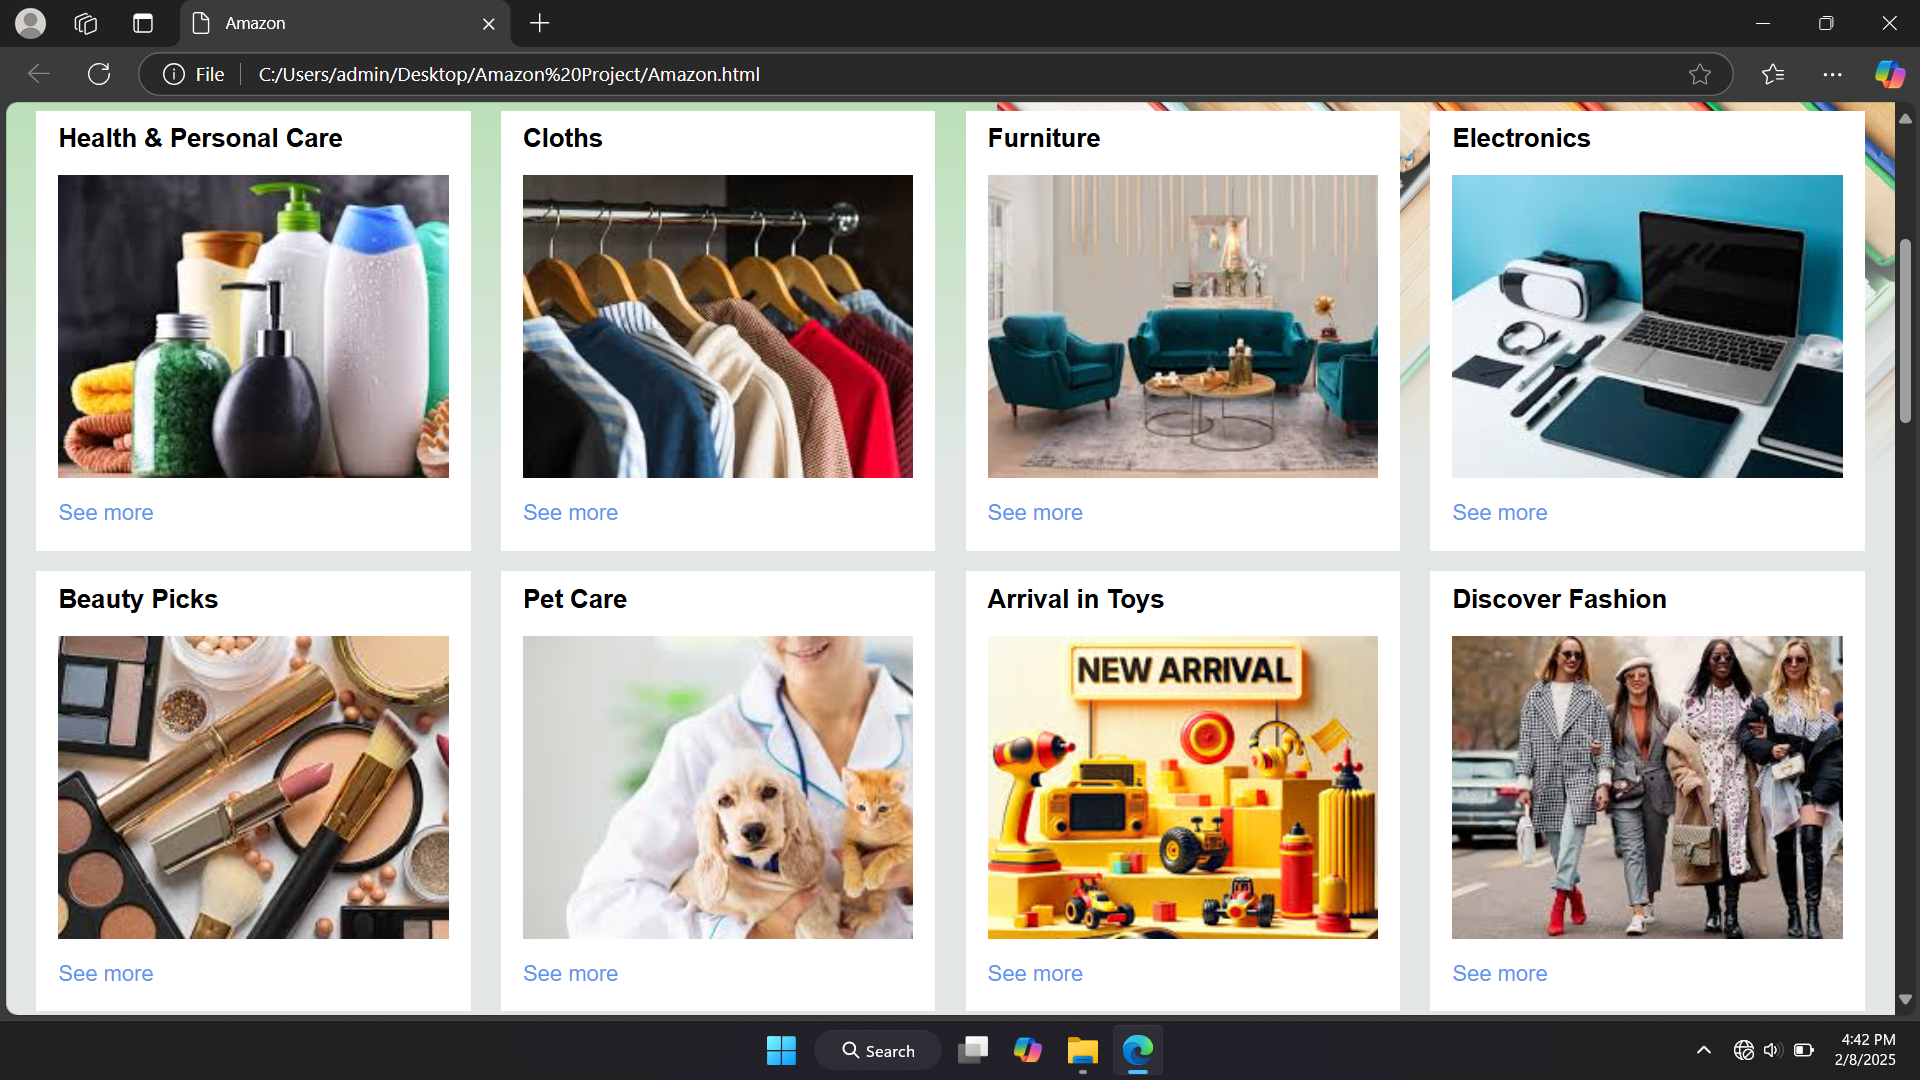 Amazon
File
C:/Users/admin/Desktop/Amazon%20Project/Amazon.html
Health & Personal Care
Cloths
Furniture
Electronics
See more
See more
See more
See more
Beauty Picks
Pet Care
Arrival in Toys
Discover Fashion
NEW ARRIVAL
See more
See more
See more
See more
Search
4:42 PM
2/8/2025